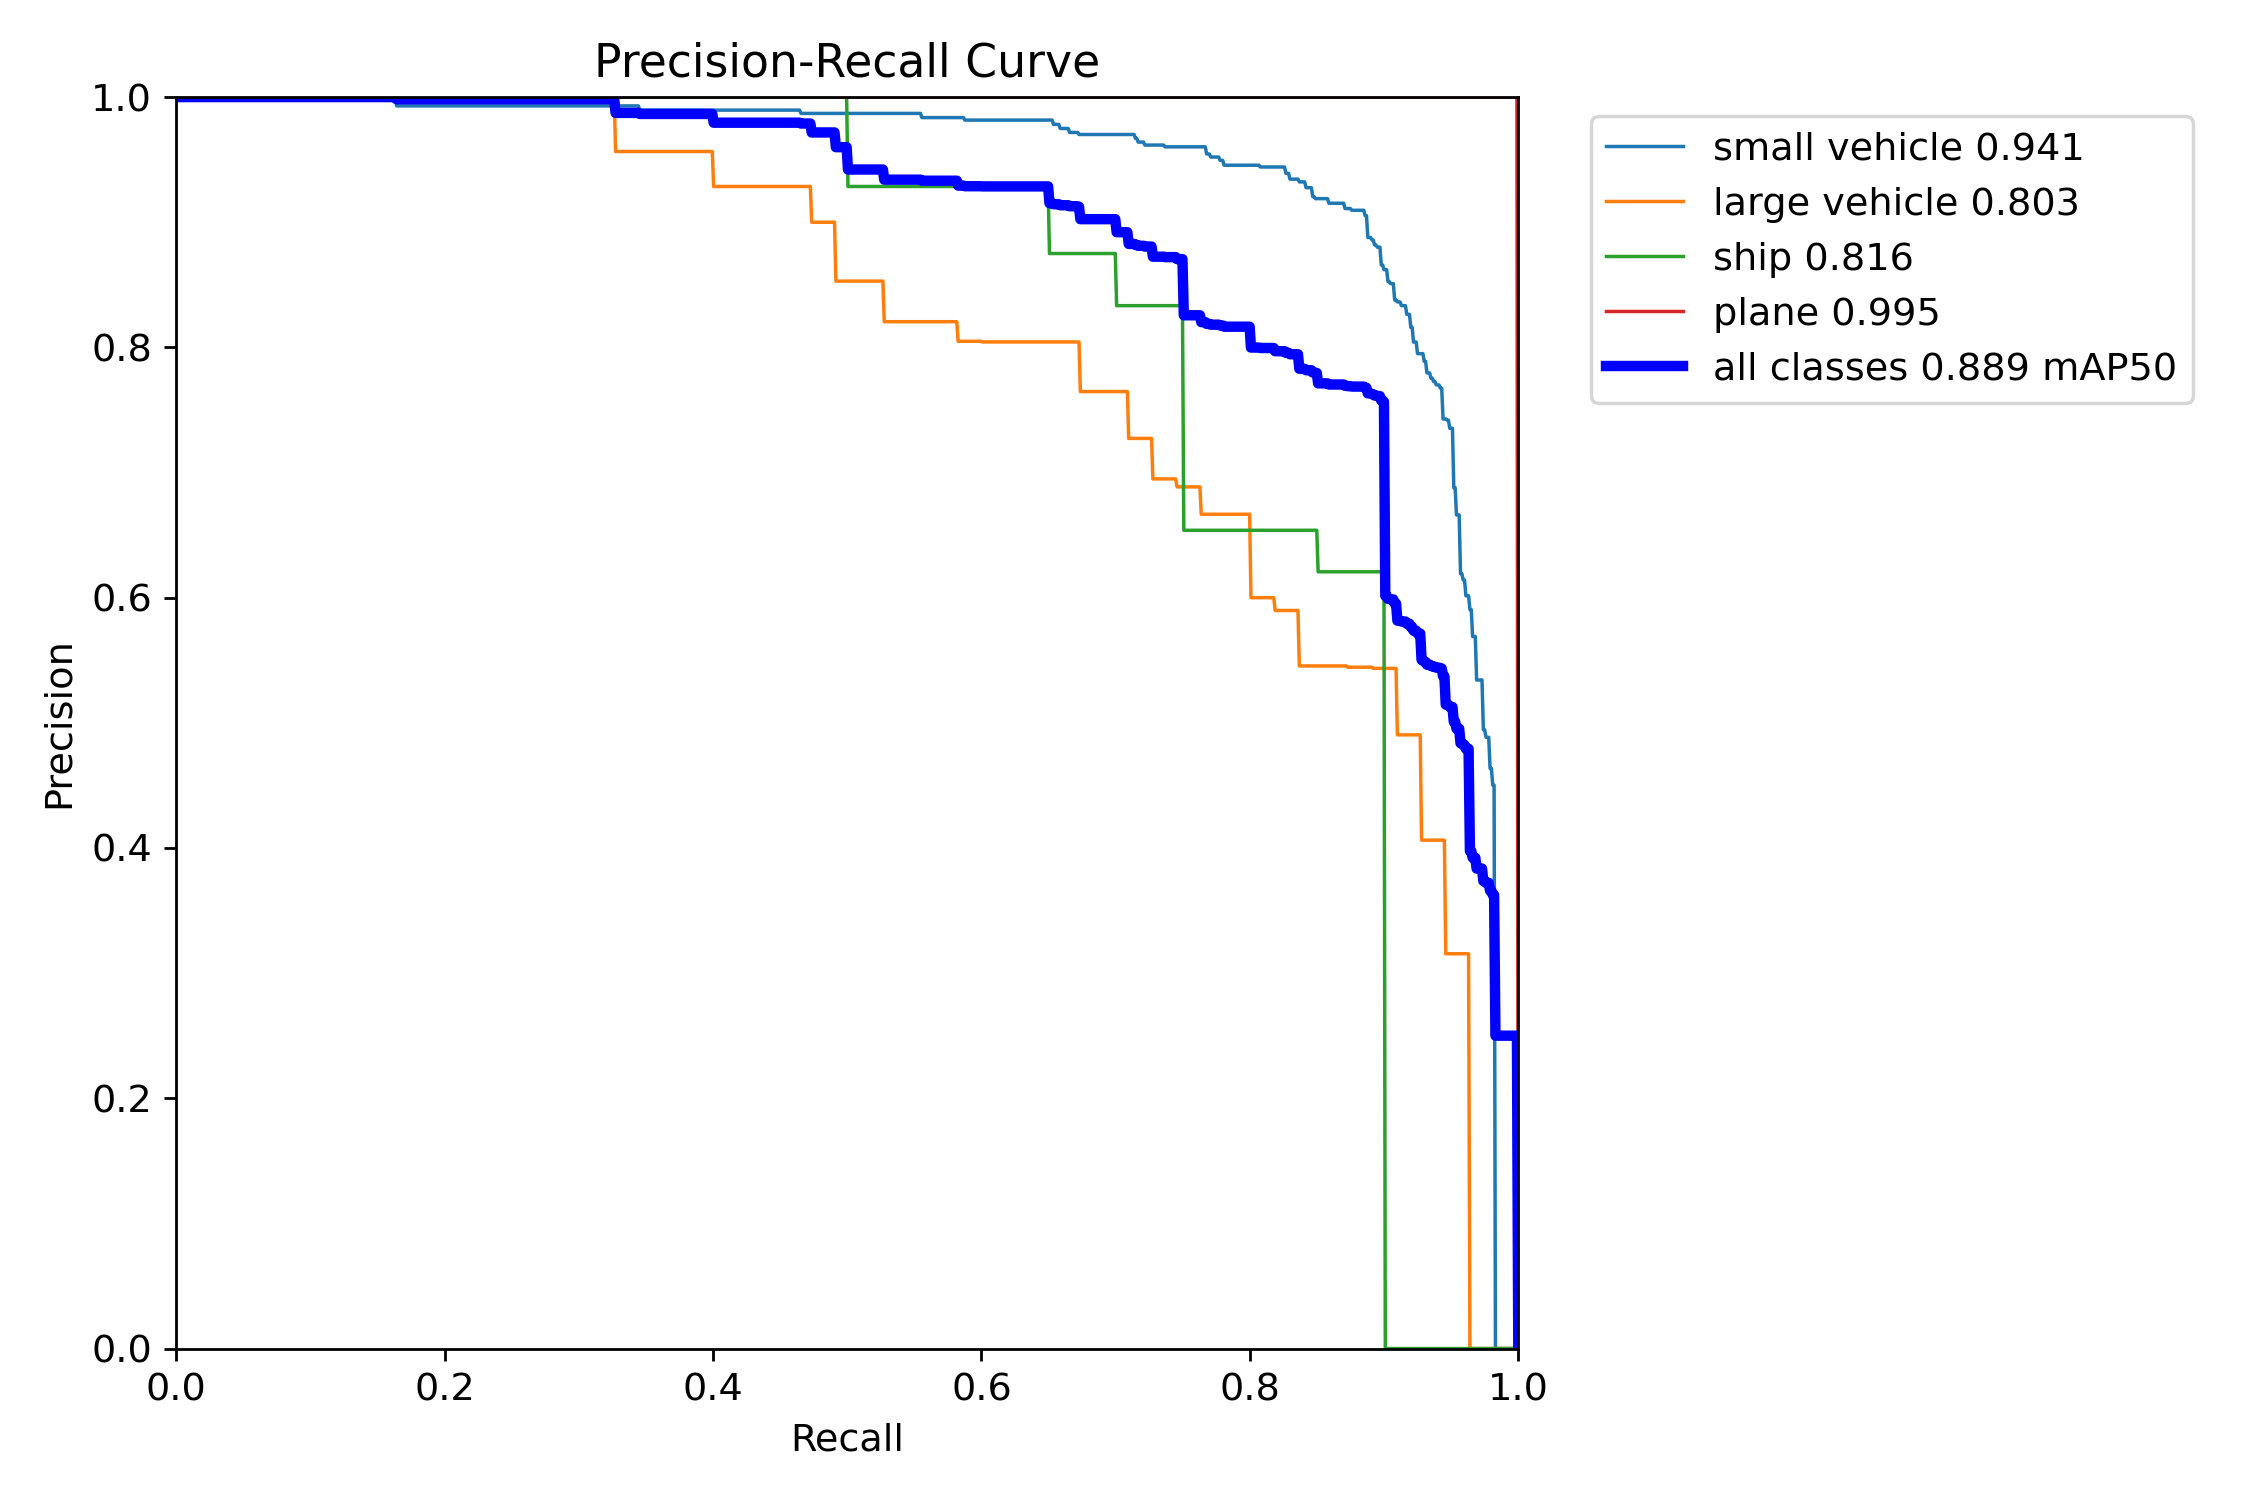 Precision-Recall Curve
1.0
0.8
0.6
0.4
0.2
0.0
Precision
0.0 0.2 0.4 0.6 0.8 1.0
Recall
small vehicle 0.941
large vehicle 0.803
ship 0.816
plane 0.995
all classes 0.889 mAP50